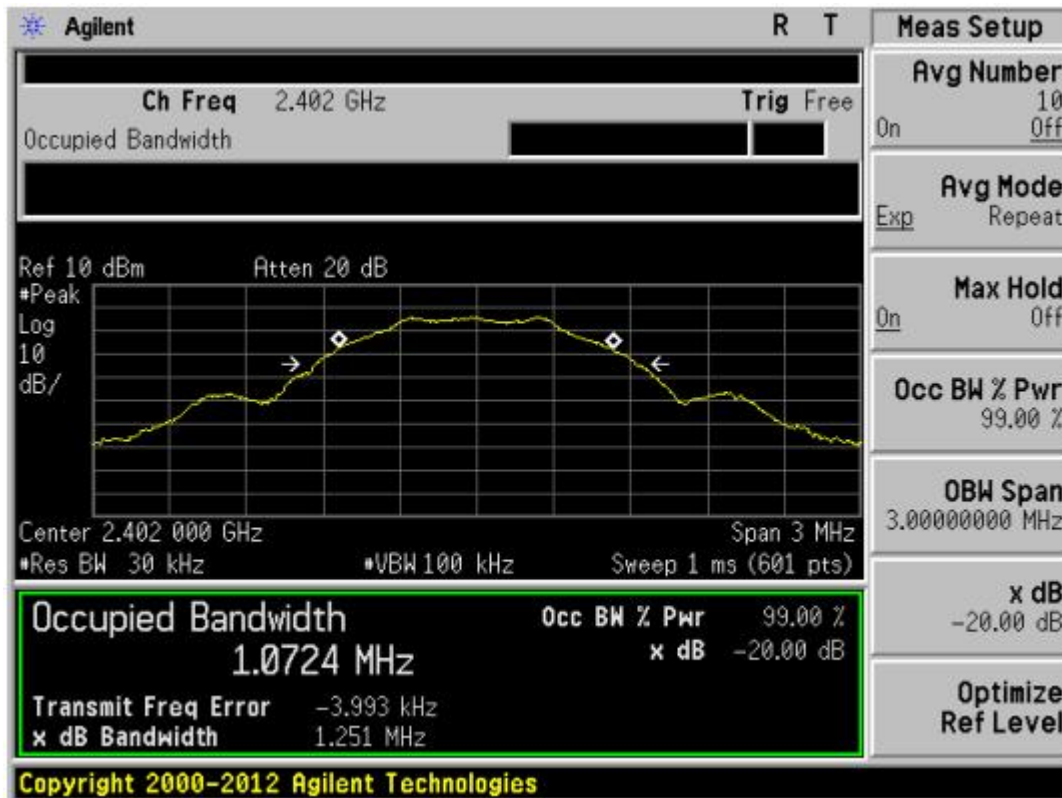 Agilent R T
Ch Freq 2.402 GHz Trig Free
Occupied Bandwidth
Ref 10 dBm Atten 20 dB
#Peak
Log
10
dB/
Center 2.402 000 GHz Span 3 MHz
#Res BW 30 kHz #VBW 100 kHz Sweep 1 ms (601 pts)
Occupied Bandwidth Occ BW % Pwr 99.00 %
1.0724 MHz x dB -20.00 dB
Transmit Freq Error -3.993 kHz
x dB Bandwidth 1.251 MHz
Copyright 2000-2012 Agilent Technologies
Meas Setup
Avg Number
10
On Off
Avg Mode
Exp Repeat
Max Hold
On Off
Occ BW % Pwr
99.00 %
OBW Span
3.00000000 MHz
x dB
-20.00 dB
Optimize
Ref Level